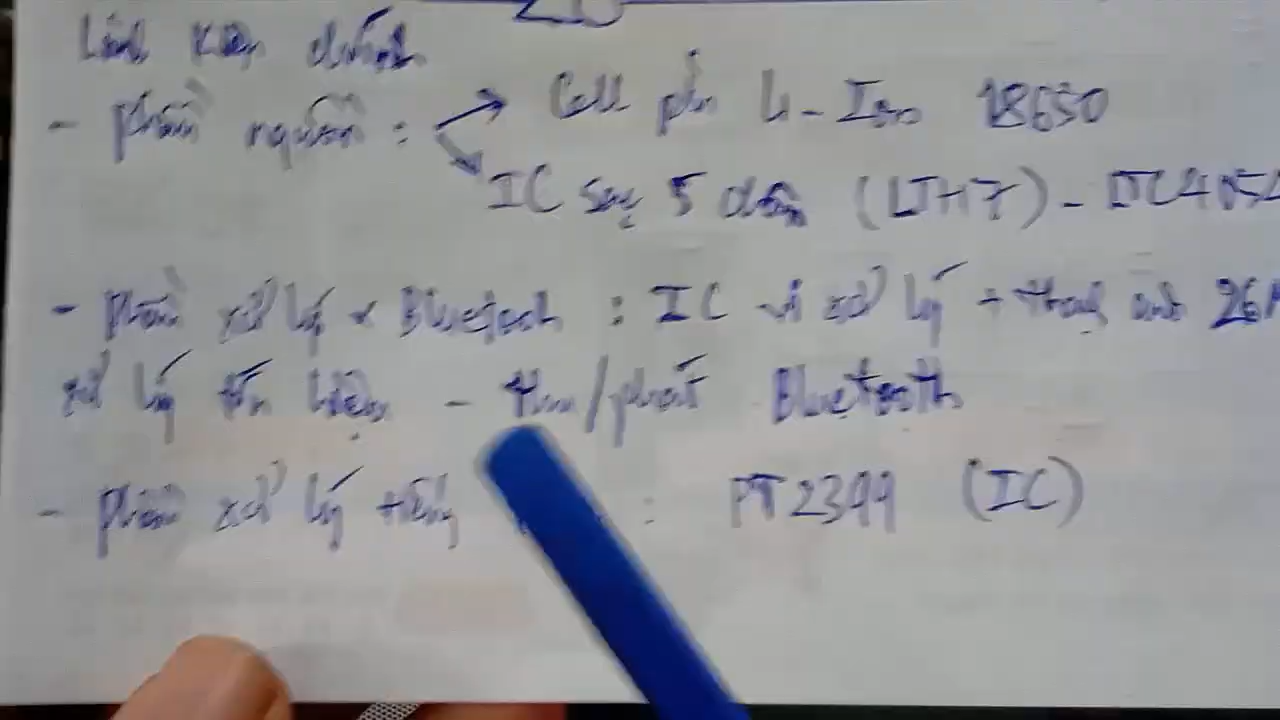 Linh kiện chính
- phần nguồn : Cell pin Li-Ion 18650
IC sạc 5 chân (LTH7) - LTC4054
- phần xử lý & Bluetooth : IC vi xử lý + thạch anh 26M
xử lý tín hiệu - thu/phát Bluetooth
- phần xử lý tiếng : PT2399 (IC)